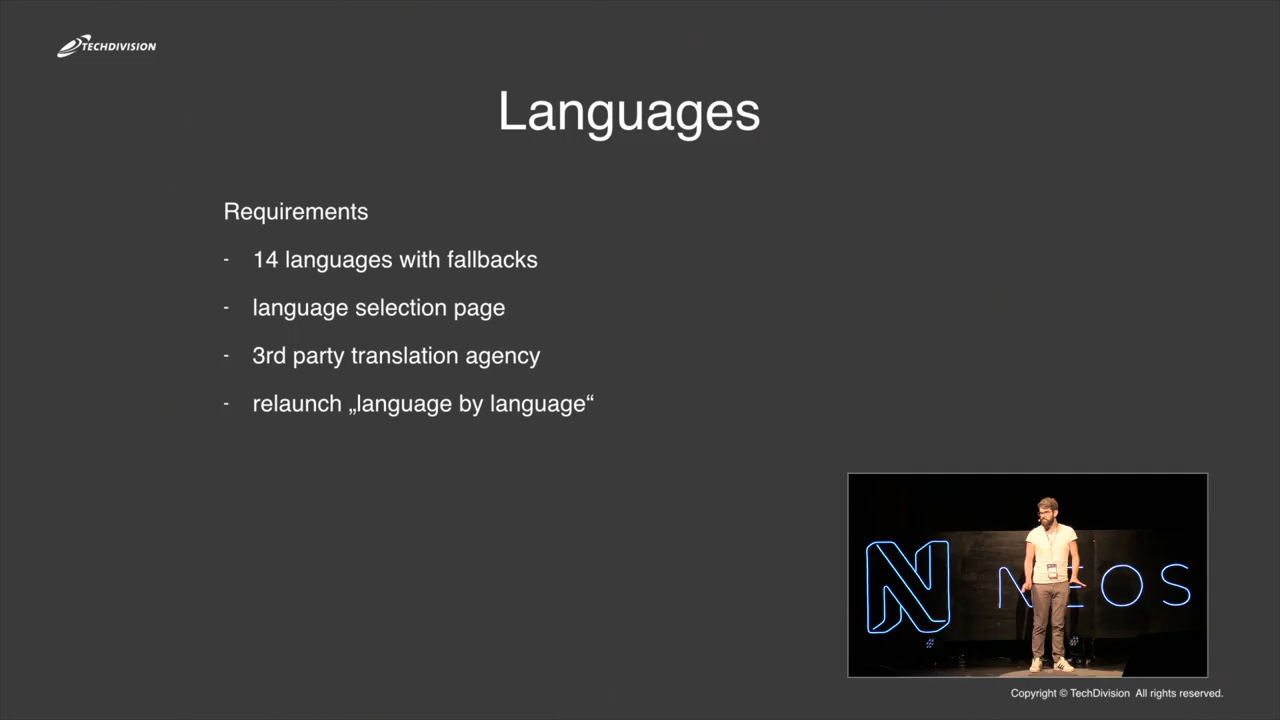 TECHDIVISION
Languages
Requirements
- 14 languages with fallbacks
- language selection page
- 3rd party translation agency
- relaunch „language by language“
N NEOS
Copyright © TechDivision All rights reserved.